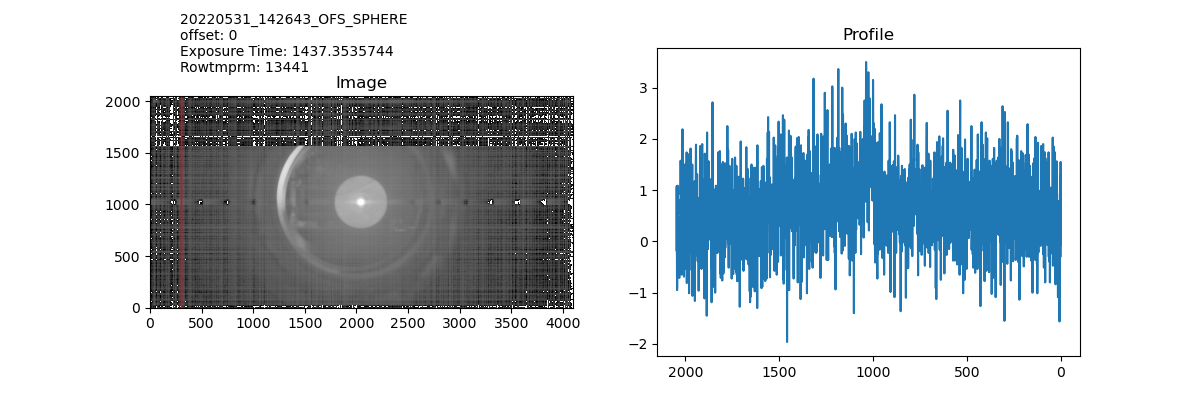 20220531_142643_OFS_SPHERE
offset: 0
Exposure Time: 1437.3535744
Rowtmprm: 13441
Image
2000
1500
1000
500
0
0 500 1000 1500 2000 2500 3000 3500 4000
Profile
3
2
1
0
−1
−2
2000 1500 1000 500 0